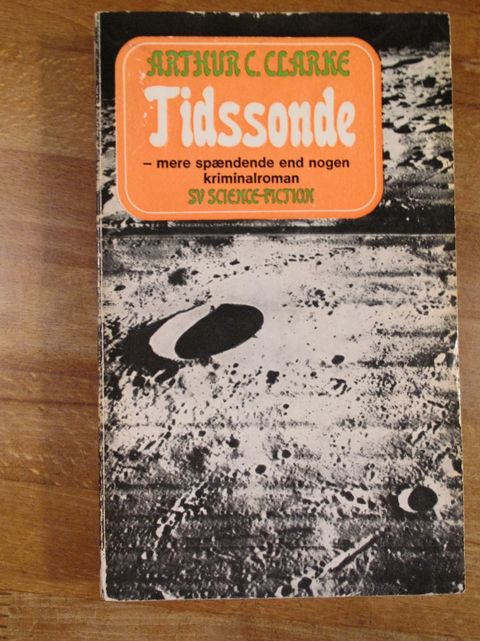 ARTHUR C. CLARKE
Tidssonde
– mere spændende end nogen
kriminalroman
SV SCIENCE-FICTION